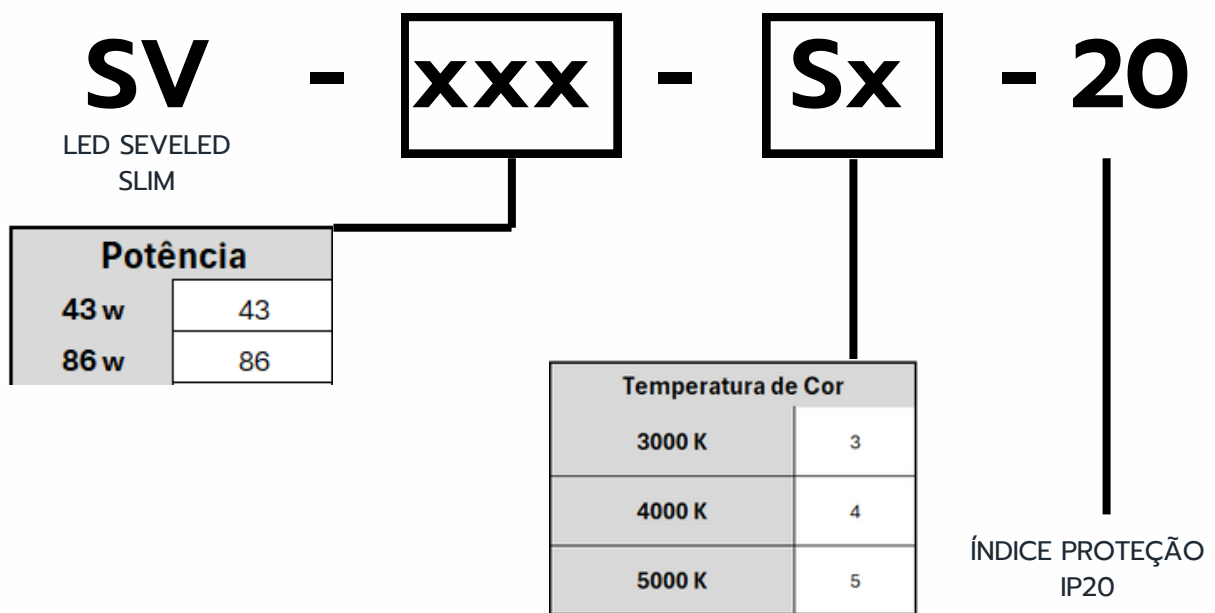 SV - xxx - Sx - 20
LED SEVELED
SLIM
Potência
43 w 43
86 w 86
Temperatura de Cor
3000 K 3
4000 K 4
5000 K 5
ÍNDICE PROTEÇÃO
IP20